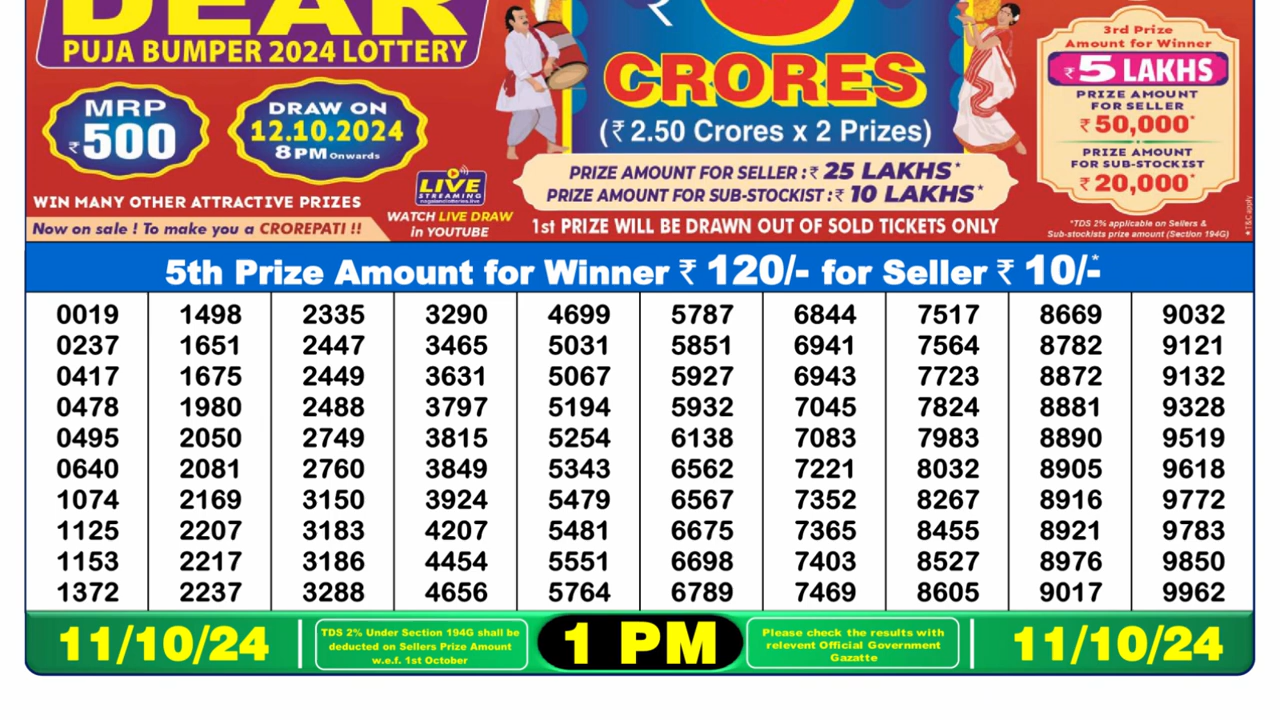 DEAR
PUJA BUMPER 2024 LOTTERY
MRP
₹500
DRAW ON
12.10.2024
8PM Onwards
WIN MANY OTHER ATTRACTIVE PRIZES
Now on sale ! To make you a CROREPATI !!
LIVE
STREAMING
WATCH LIVE DRAW
in YOUTUBE
₹
CRORES
(₹ 2.50 Crores x 2 Prizes)
PRIZE AMOUNT FOR SELLER :₹ 25 LAKHS*
PRIZE AMOUNT FOR SUB-STOCKIST :₹ 10 LAKHS*
1st PRIZE WILL BE DRAWN OUT OF SOLD TICKETS ONLY
3rd Prize
Amount for Winner
₹5 LAKHS
PRIZE AMOUNT
FOR SELLER
₹ 50,000*
PRIZE AMOUNT
FOR SUB-STOCKIST
₹ 20,000*
*TDS 2% applicable on Sellers &
Sub-stockists prize amount (Section 194G)
*T&C apply
5th Prize Amount for Winner ₹ 120/- for Seller ₹ 10/-*
0019 1498 2335 3290 4699 5787 6844 7517 8669 9032
0237 1651 2447 3465 5031 5851 6941 7564 8782 9121
0417 1675 2449 3631 5067 5927 6943 7723 8872 9132
0478 1980 2488 3797 5194 5932 7045 7824 8881 9328
0495 2050 2749 3815 5254 6138 7083 7983 8890 9519
0640 2081 2760 3849 5343 6562 7221 8032 8905 9618
1074 2169 3150 3924 5479 6567 7352 8267 8916 9772
1125 2207 3183 4207 5481 6675 7365 8455 8921 9783
1153 2217 3186 4454 5551 6698 7403 8527 8976 9850
1372 2237 3288 4656 5764 6789 7469 8605 9017 9962
11/10/24
TDS 2% Under Section 194G shall be
deducted on Sellers Prize Amount
w.e.f. 1st October
1 PM
Please check the results with
relevent Official Government
Gazatte
11/10/24